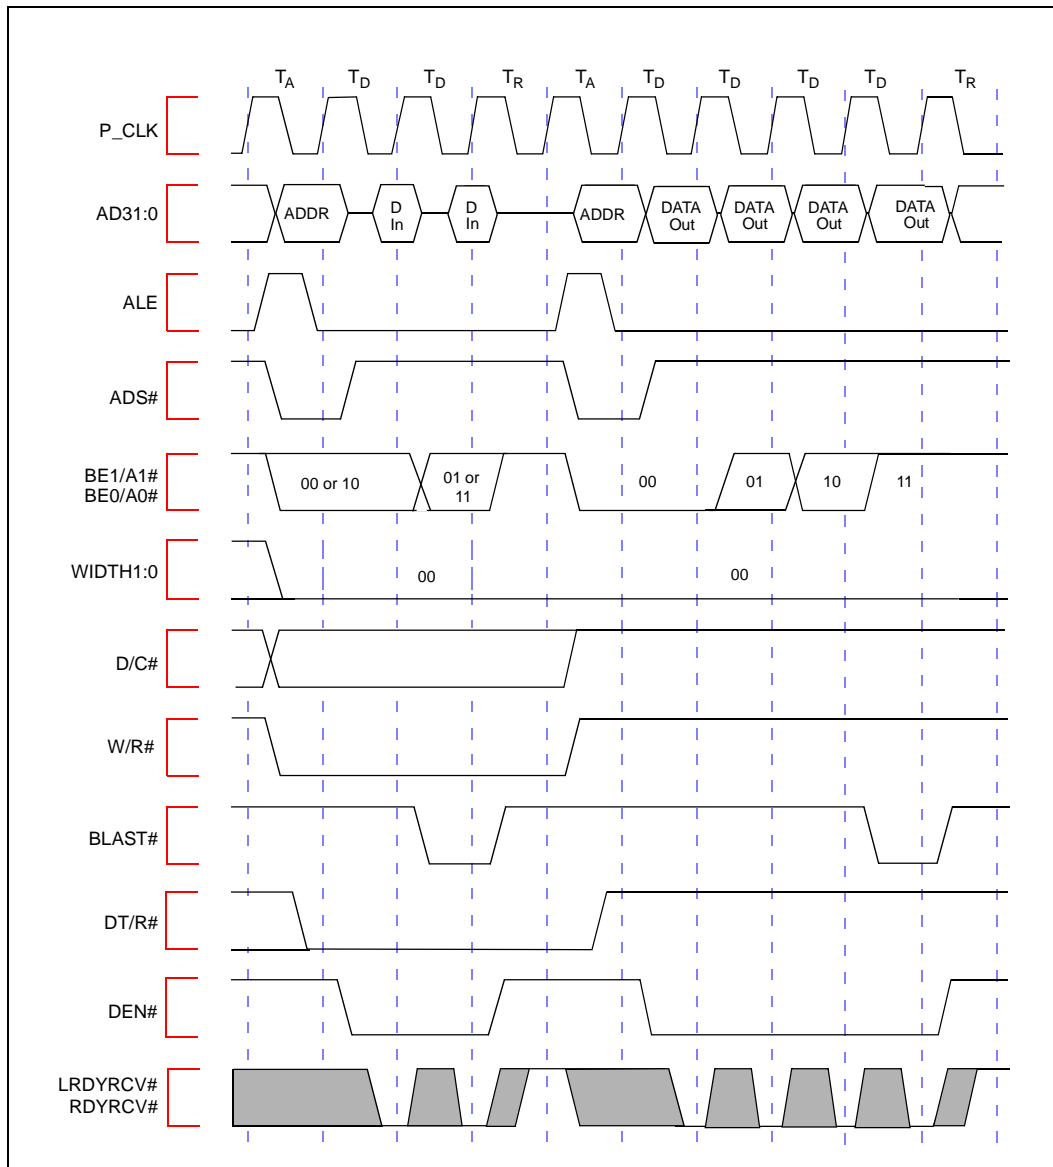 TA TD TD TR TA TD TD TD TD TR
P_CLK
AD31:0
ADDR
D
In
D
In
ADDR
DATA
Out
DATA
Out
DATA
Out
DATA
Out
ALE
ADS#
BE1/A1#
BE0/A0#
00 or 10
01 or
11
00
01
10
11
WIDTH1:0
00
00
D/C#
W/R#
BLAST#
DT/R#
DEN#
LRDYRCV#
RDYRCV#